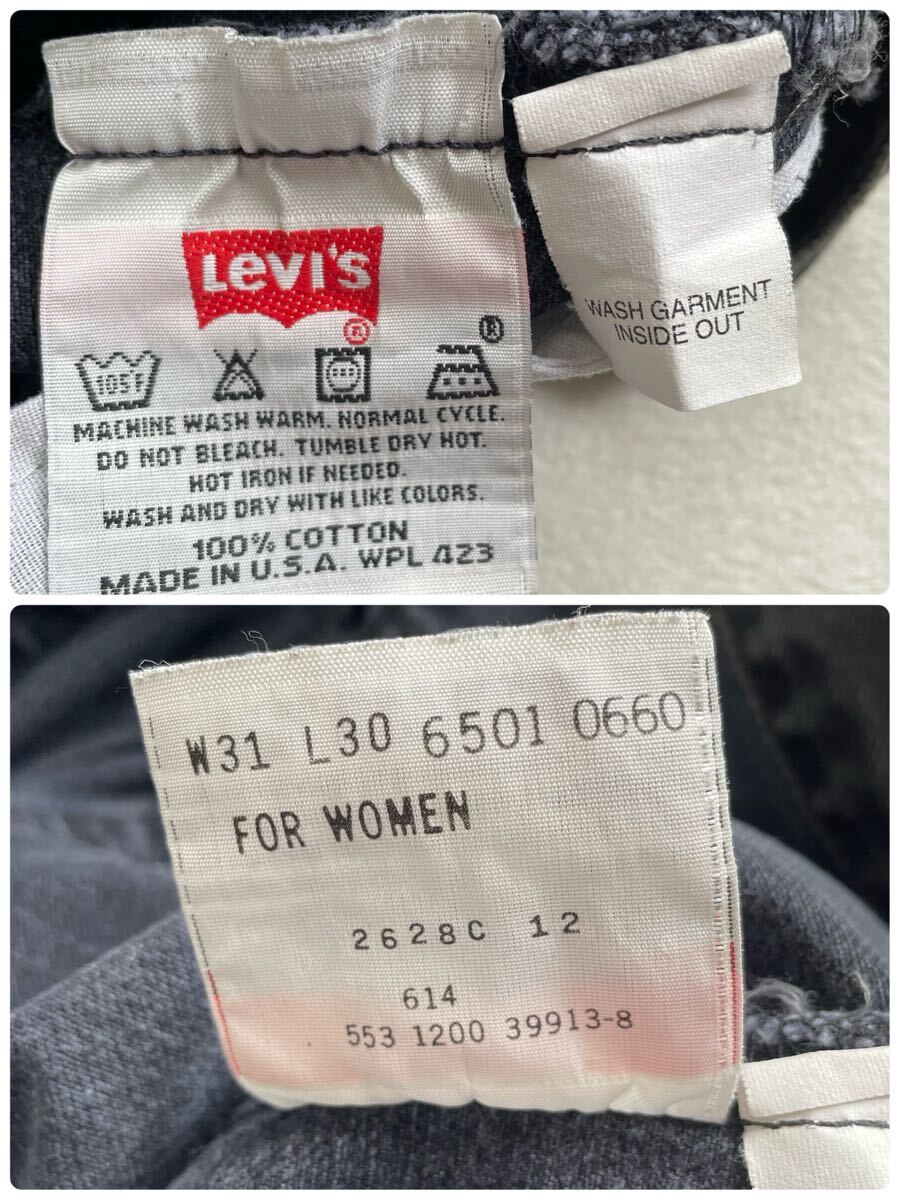 LEVI'S
®
®
105F
MACHINE WASH WARM. NORMAL CYCLE.
DO NOT BLEACH. TUMBLE DRY HOT.
HOT IRON IF NEEDED.
WASH AND DRY WITH LIKE COLORS.
100% COTTON
MADE IN U.S.A. WPL 423
WASH GARMENT
INSIDE OUT
W31 L30 6501 0660
FOR WOMEN
2628C 12
614
553 1200 39913-8